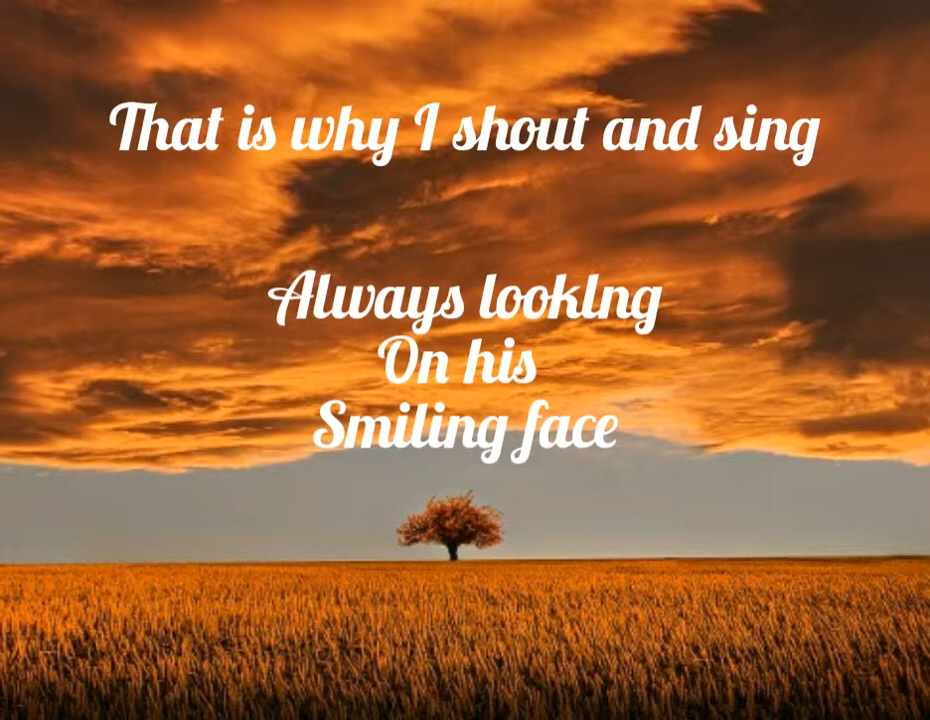 That is why I shout and sing
Always lookIng
On his
Smiling face